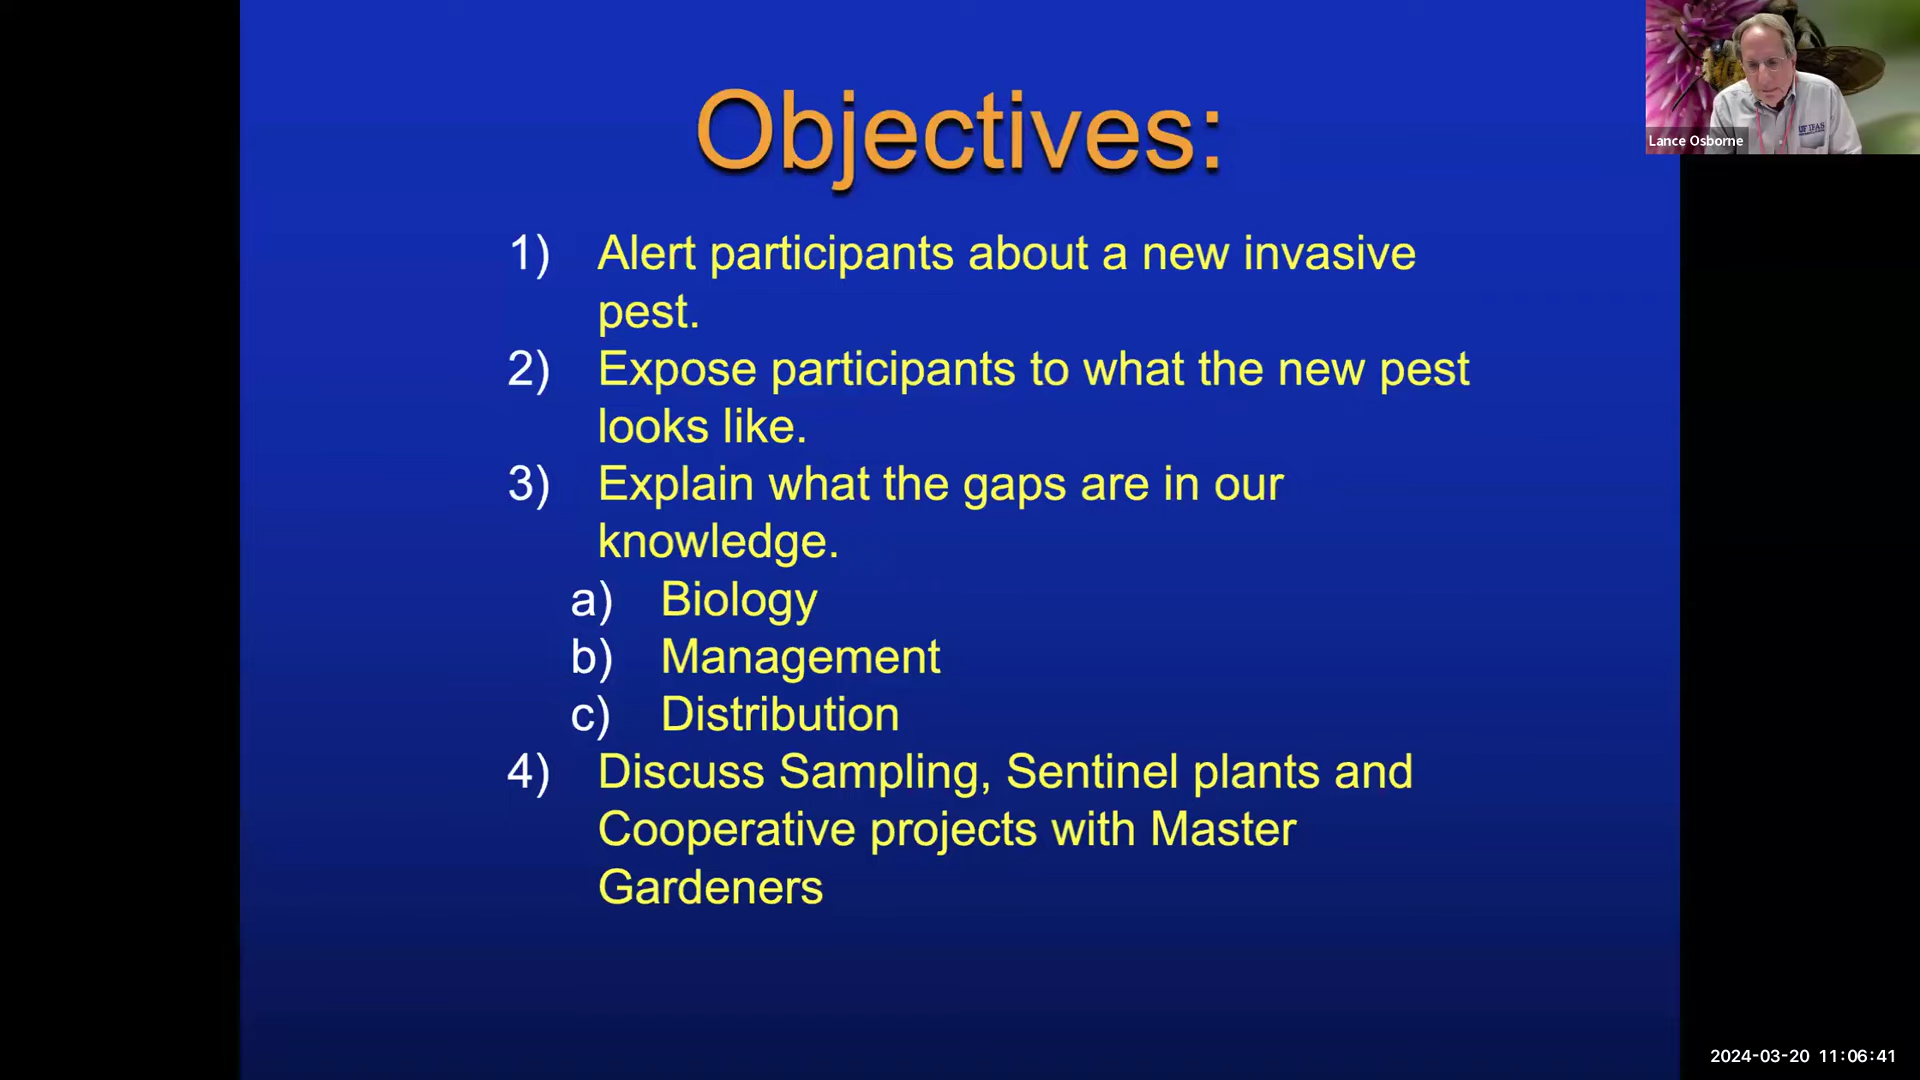 Objectives:
1) Alert participants about a new invasive
pest.
2) Expose participants to what the new pest
looks like.
3) Explain what the gaps are in our
knowledge.
a) Biology
b) Management
c) Distribution
4) Discuss Sampling, Sentinel plants and
Cooperative projects with Master
Gardeners
UF IFAS
Lance Osborne
2024-03-20 11:06:41